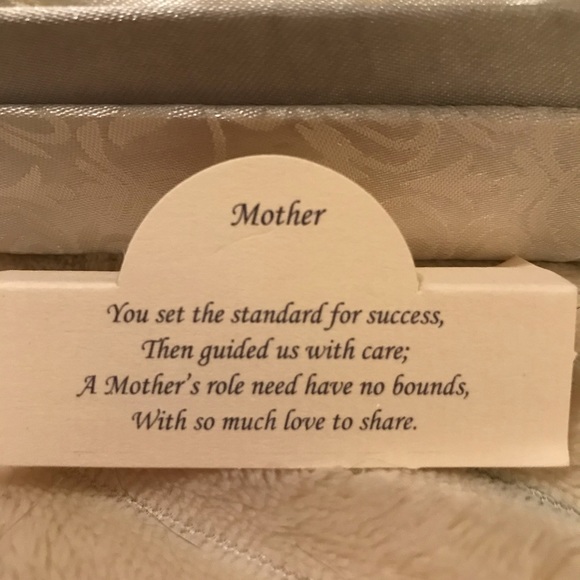 Mother
You set the standard for success,
Then guided us with care;
A Mother's role need have no bounds,
With so much love to share.